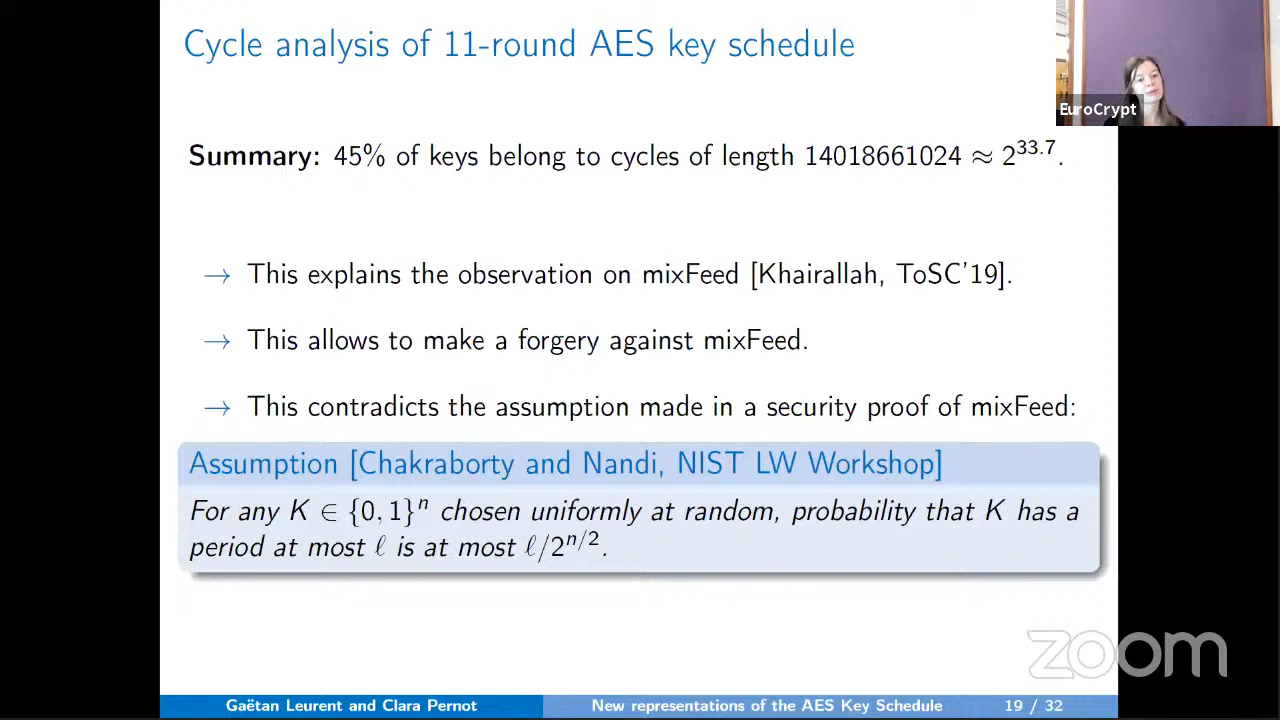 Cycle analysis of 11-round AES key schedule
EuroCrypt
Summary: 45% of keys belong to cycles of length 14018661024 ≈ 2^33.7.
→ This explains the observation on mixFeed [Khairallah, ToSC'19].
→ This allows to make a forgery against mixFeed.
→ This contradicts the assumption made in a security proof of mixFeed:
Assumption [Chakraborty and Nandi, NIST LW Workshop]
For any K ∈ {0, 1}^n chosen uniformly at random, probability that K has a
period at most ℓ is at most ℓ/2^{n/2}.
zoom
Gaëtan Leurent and Clara Pernot New representations of the AES Key Schedule 19 / 32